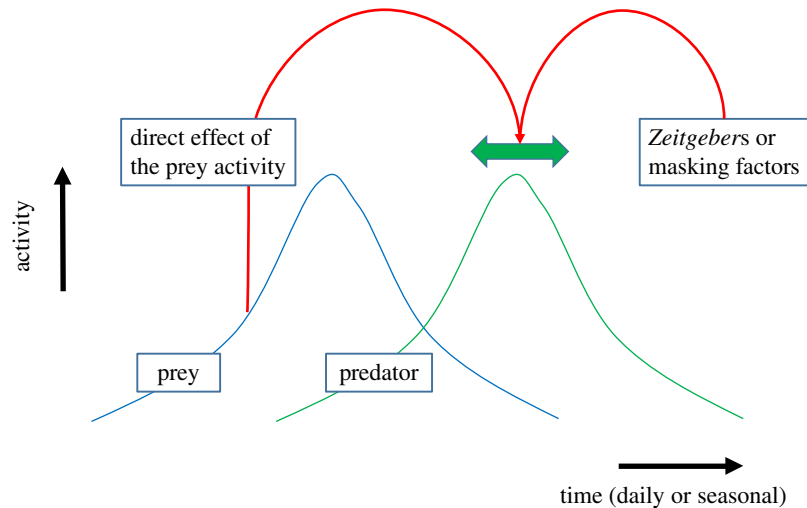 direct effect of
the prey activity
Zeitgebers or
masking factors
activity
prey
predator
time (daily or seasonal)